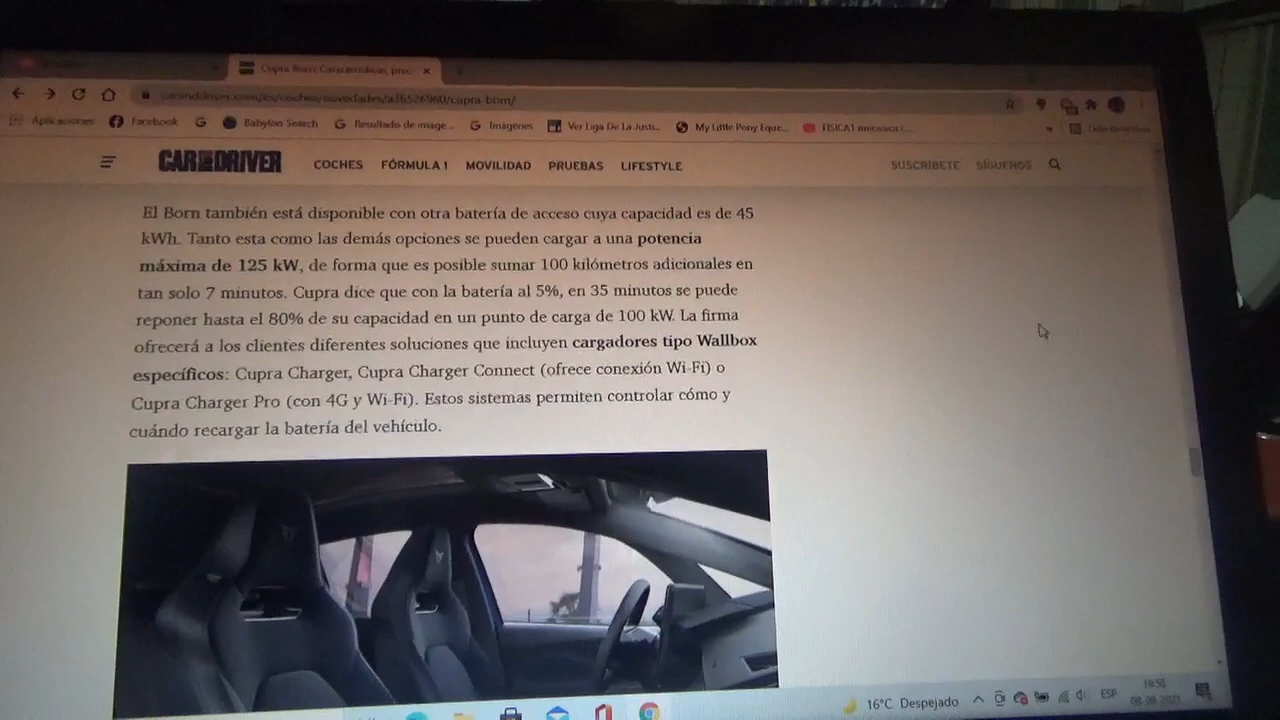 Cupra Born: Características, prec
caranddriver.com/es/coches/novedades/a36526960/cupra-born/
Aplicaciones Facebook Babylon Search Resultado de image... Imágenes Ver Liga De La Justi... My Little Pony Eque... »
CAR AND DRIVER COCHES FÓRMULA 1 MOVILIDAD PRUEBAS LIFESTYLE SUSCRÍBETE SÍGUENOS
El Born también está disponible con otra batería de acceso cuya capacidad es de 45
kWh. Tanto esta como las demás opciones se pueden cargar a una potencia
máxima de 125 kW, de forma que es posible sumar 100 kilómetros adicionales en
tan solo 7 minutos. Cupra dice que con la batería al 5%, en 35 minutos se puede
reponer hasta el 80% de su capacidad en un punto de carga de 100 kW. La firma
ofrecerá a los clientes diferentes soluciones que incluyen cargadores tipo Wallbox
específicos: Cupra Charger, Cupra Charger Connect (ofrece conexión Wi-Fi) o
Cupra Charger Pro (con 4G y Wi-Fi). Estos sistemas permiten controlar cómo y
cuándo recargar la batería del vehículo.
16°C Despejado ESP